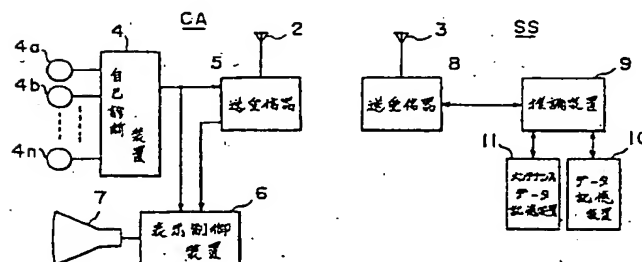 CA
SS
4a
4b
4n
4
自己診断装置
5
2
送受信器
3
8
送受信器
9
推論装置
11
メンテナンスデータ記憶装置
10
データ記憶装置
7
6
表示制御装置